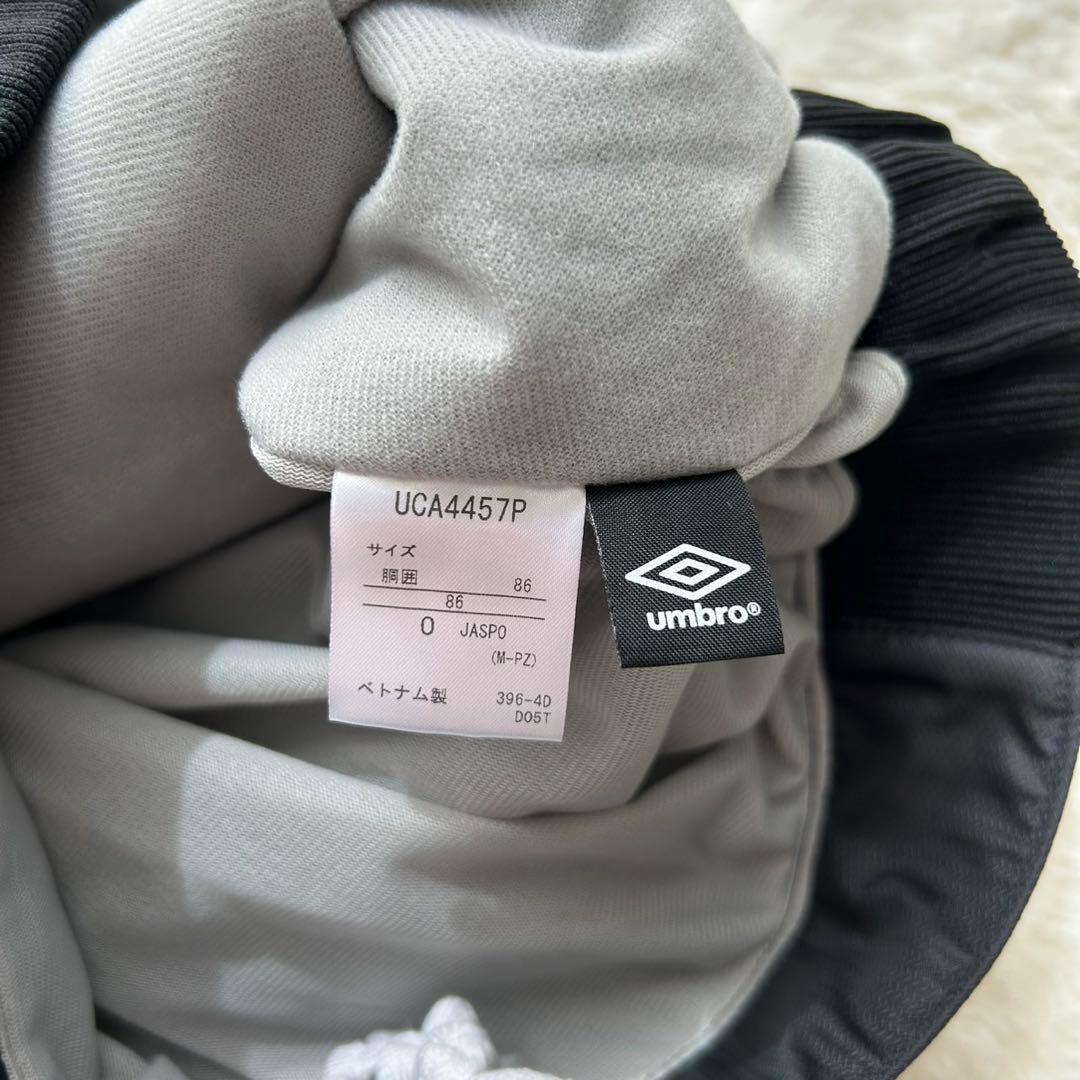 UCA4457P
サイズ
胴囲 86
86
O JASPO
(M-PZ)
ベトナム製 396-4D
D05T
umbro®